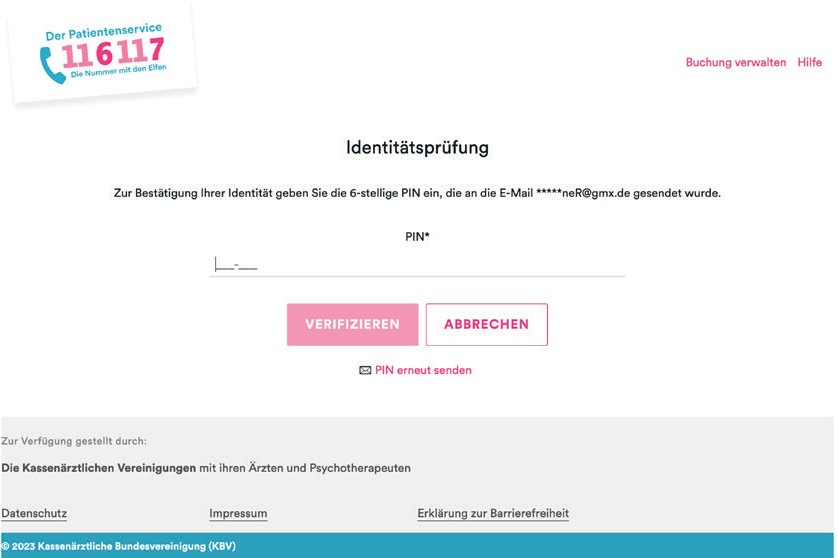 Der Patientenservice
116117
Die Nummer mit den Elfen
Buchung verwalten Hilfe
Identitätsprüfung
Zur Bestätigung Ihrer Identität geben Sie die 6-stellige PIN ein, die an die E-Mail *****neR@gmx.de gesendet wurde.
PIN*
___-___
VERIFIZIEREN ABBRECHEN
PIN erneut senden
Zur Verfügung gestellt durch:
Die Kassenärztlichen Vereinigungen mit ihren Ärzten und Psychotherapeuten
Datenschutz Impressum Erklärung zur Barrierefreiheit
© 2023 Kassenärztliche Bundesvereinigung (KBV)